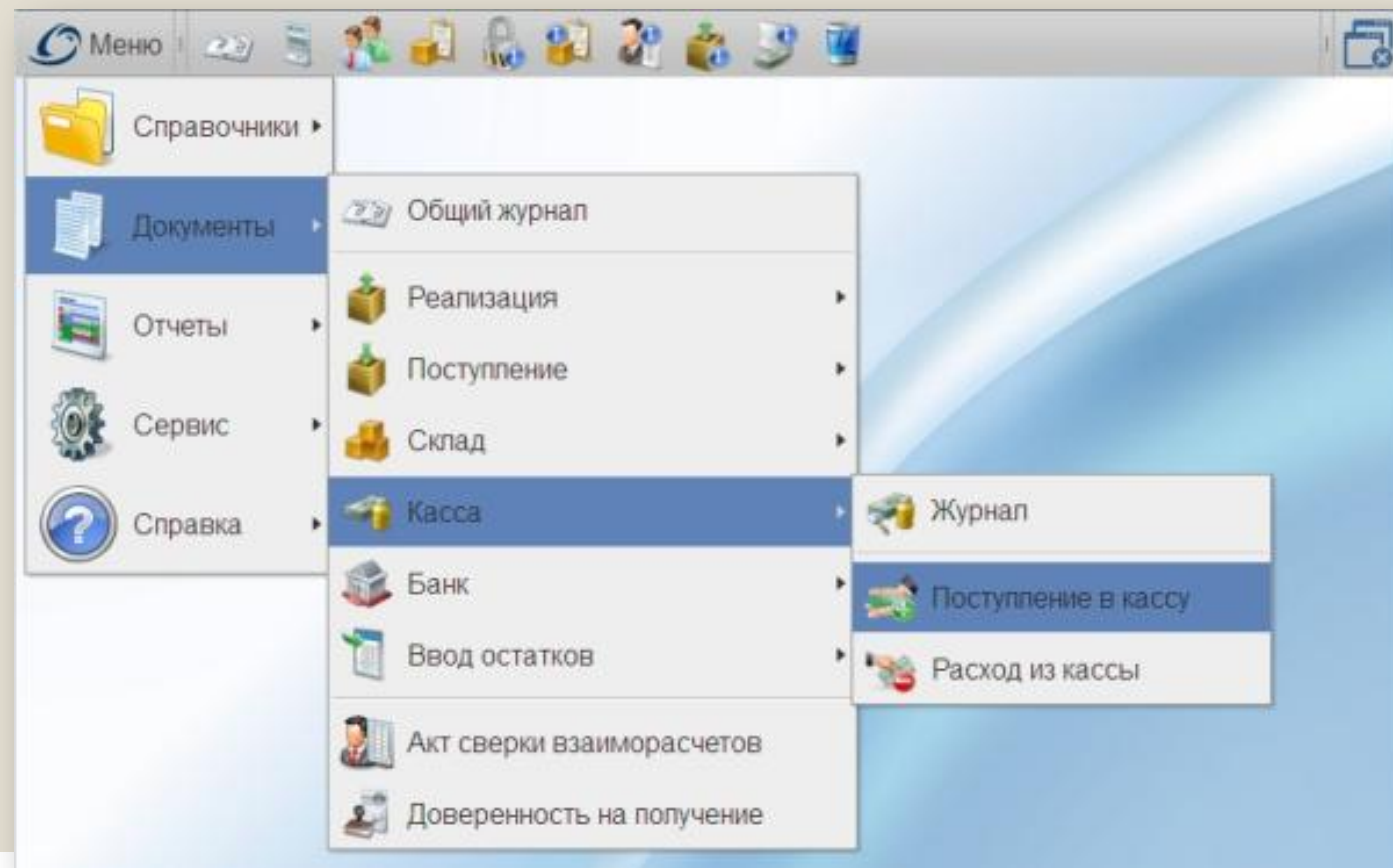 Меню
Справочники
Документы
Отчеты
Сервис
Справка
Общий журнал
Реализация
Поступление
Склад
Касса
Банк
Ввод остатков
Акт сверки взаиморасчетов
Доверенность на получение
Журнал
Поступление в кассу
Расход из кассы